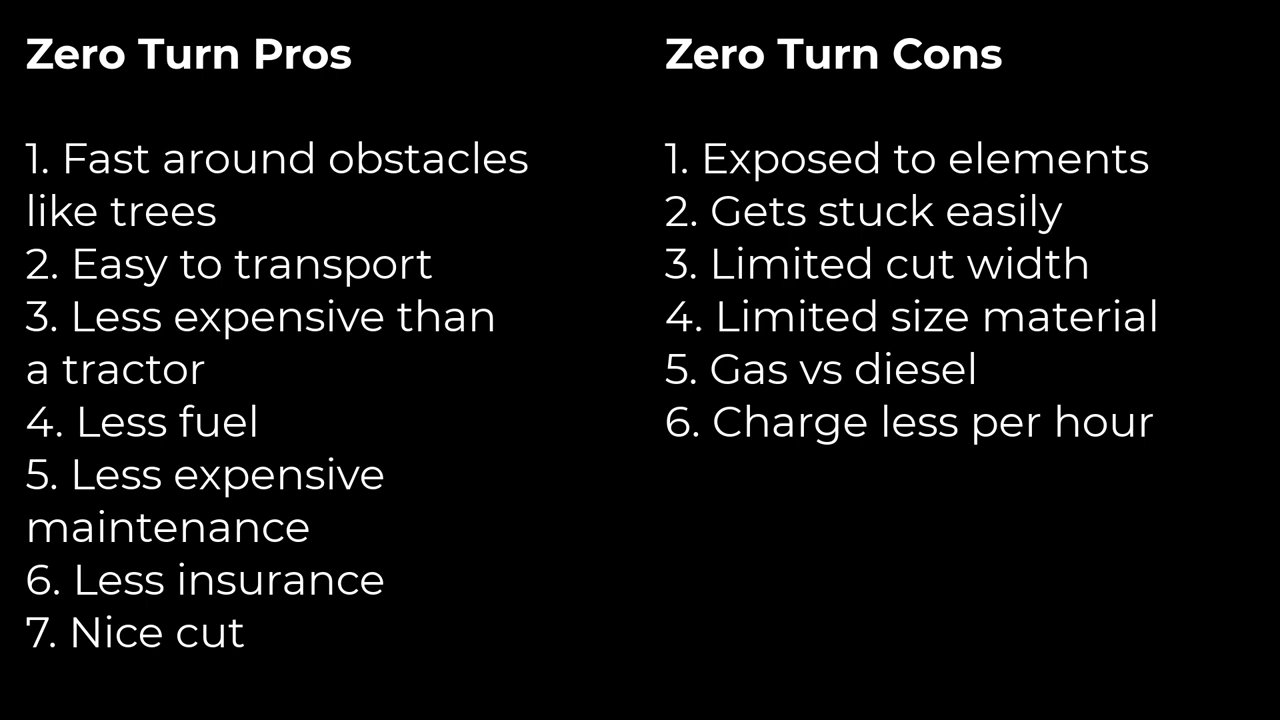 Zero Turn Pros
1. Fast around obstacles
like trees
2. Easy to transport
3. Less expensive than
a tractor
4. Less fuel
5. Less expensive
maintenance
6. Less insurance
7. Nice cut
Zero Turn Cons
1. Exposed to elements
2. Gets stuck easily
3. Limited cut width
4. Limited size material
5. Gas vs diesel
6. Charge less per hour